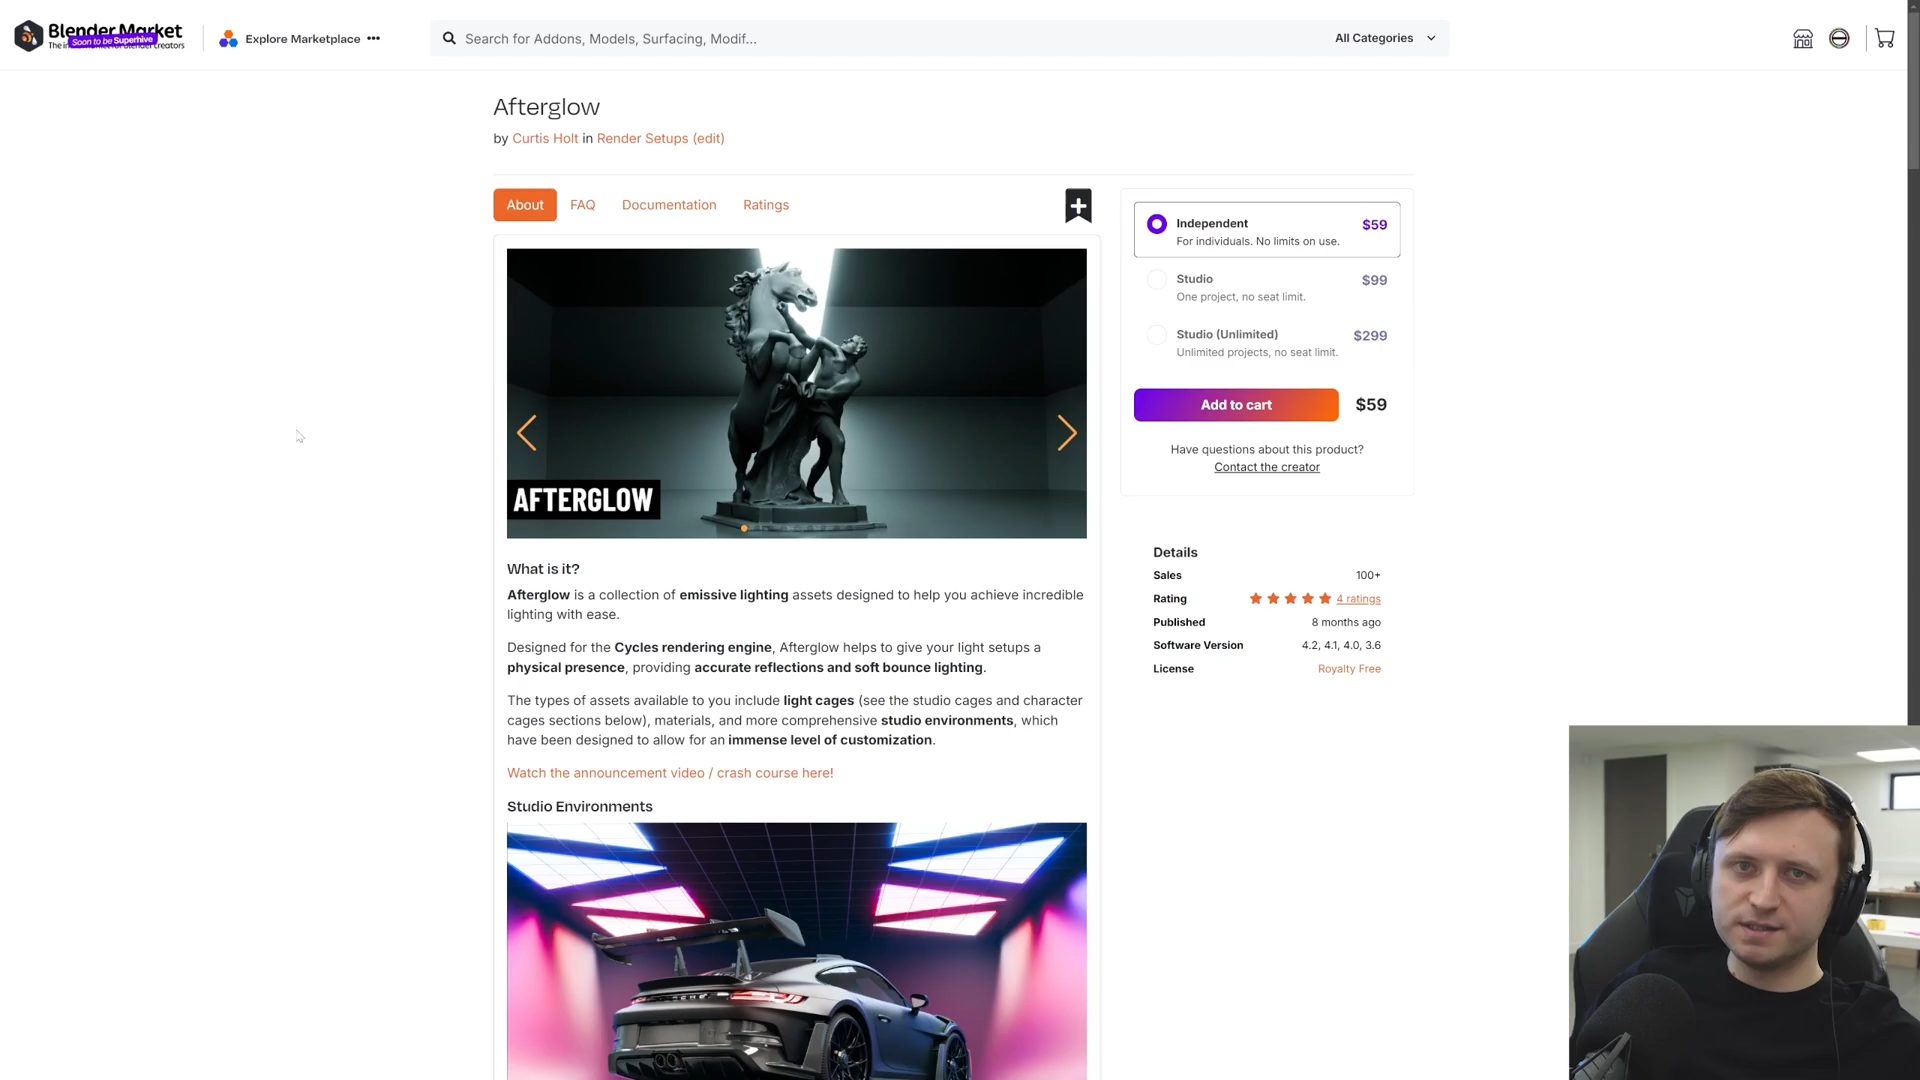 Blender Market
Soon to be Superhive
Explore Marketplace •••
Search for Addons, Models, Surfacing, Modif...
All Categories
Afterglow
by Curtis Holt in Render Setups (edit)
About
FAQ
Documentation
Ratings
AFTERGLOW
What is it?
Afterglow is a collection of emissive lighting assets designed to help you achieve incredible
lighting with ease.
Designed for the Cycles rendering engine, Afterglow helps to give your light setups a
physical presence, providing accurate reflections and soft bounce lighting.
The types of assets available to you include light cages (see the studio cages and character
cages sections below), materials, and more comprehensive studio environments, which
have been designed to allow for an immense level of customization.
Watch the announcement video / crash course here!
Studio Environments
Independent
$59
For individuals. No limits on use.
Studio
$99
One project, no seat limit.
Studio (Unlimited)
$299
Unlimited projects, no seat limit.
Add to cart
$59
Have questions about this product?
Contact the creator
Details
Sales
100+
Rating
4 ratings
Published
8 months ago
Software Version
4.2, 4.1, 4.0, 3.6
License
Royalty Free